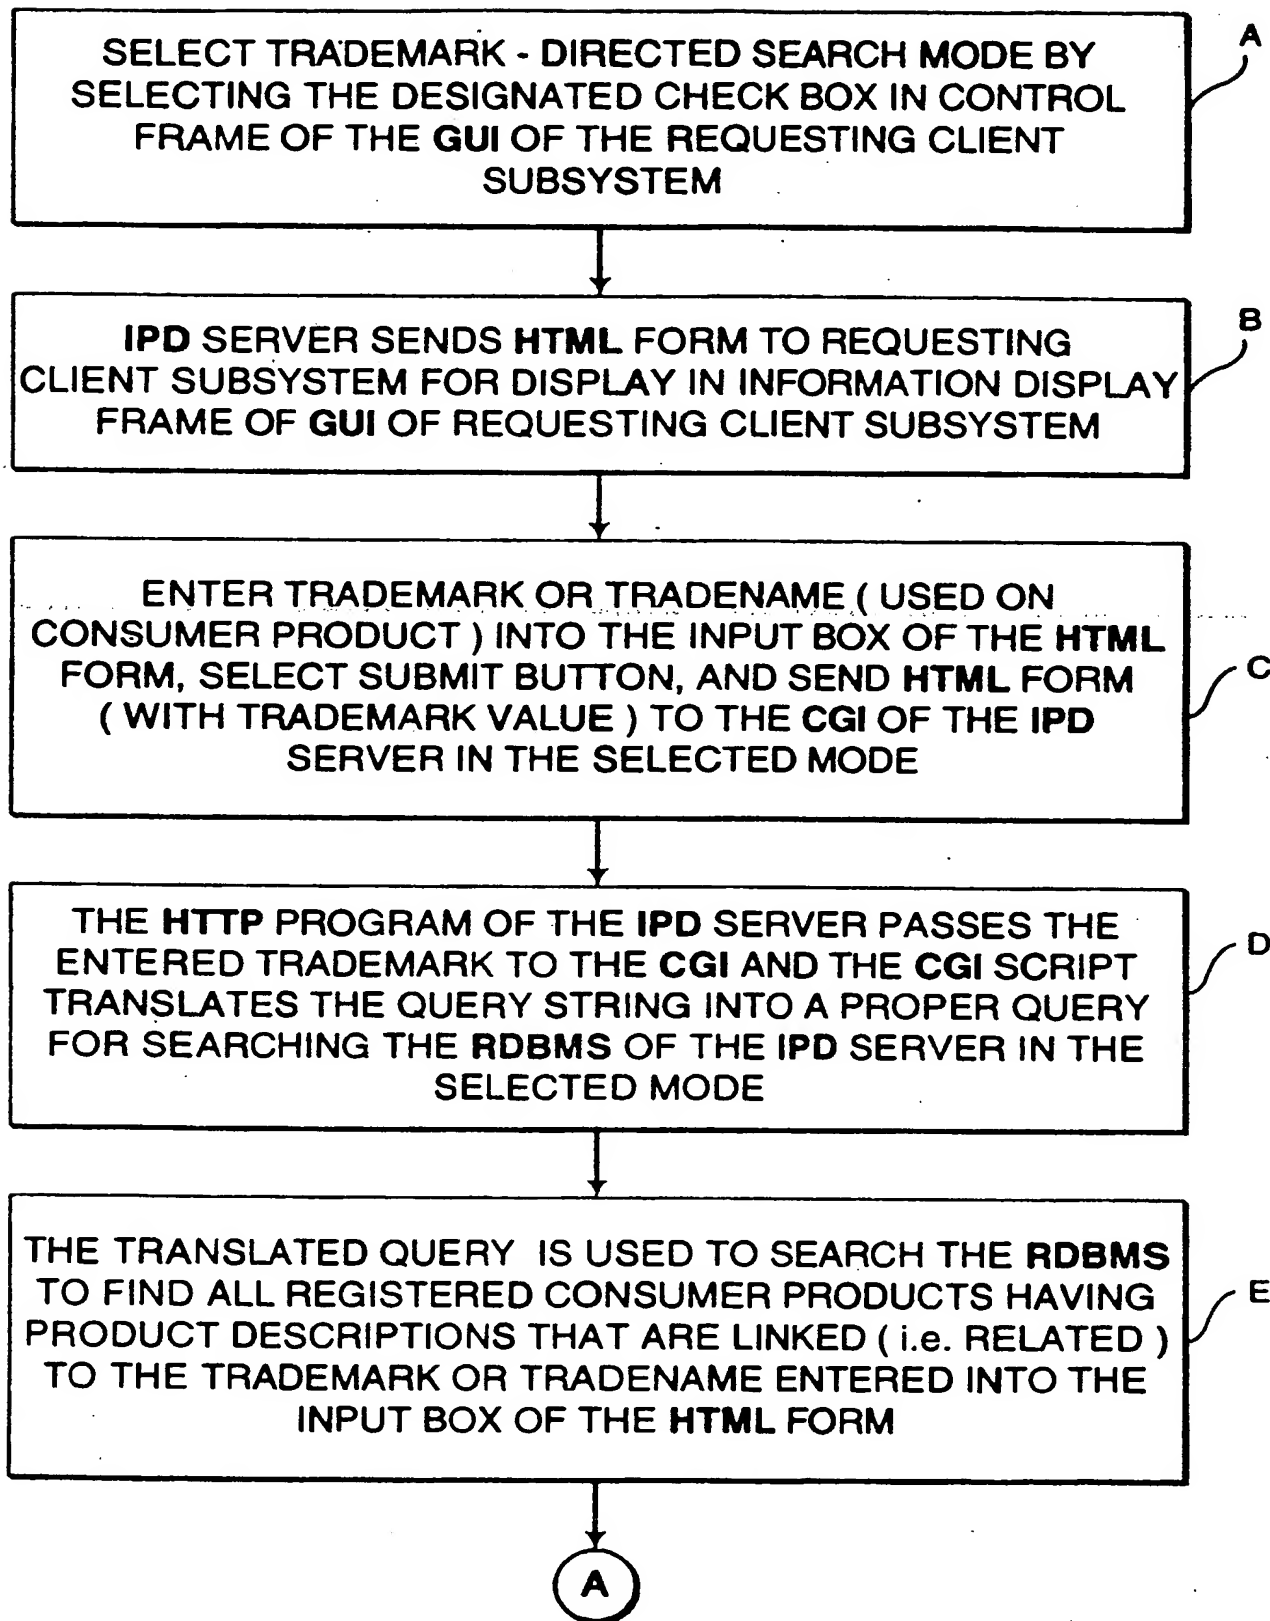 SELECT TRADEMARK - DIRECTED SEARCH MODE BY
SELECTING THE DESIGNATED CHECK BOX IN CONTROL
FRAME OF THE GUI OF THE REQUESTING CLIENT
SUBSYSTEM
A
IPD SERVER SENDS HTML FORM TO REQUESTING
CLIENT SUBSYSTEM FOR DISPLAY IN INFORMATION DISPLAY
FRAME OF GUI OF REQUESTING CLIENT SUBSYSTEM
B
ENTER TRADEMARK OR TRADENAME ( USED ON
CONSUMER PRODUCT ) INTO THE INPUT BOX OF THE HTML
FORM, SELECT SUBMIT BUTTON, AND SEND HTML FORM
( WITH TRADEMARK VALUE ) TO THE CGI OF THE IPD
SERVER IN THE SELECTED MODE
C
THE HTTP PROGRAM OF THE IPD SERVER PASSES THE
ENTERED TRADEMARK TO THE CGI AND THE CGI SCRIPT
TRANSLATES THE QUERY STRING INTO A PROPER QUERY
FOR SEARCHING THE RDBMS OF THE IPD SERVER IN THE
SELECTED MODE
D
THE TRANSLATED QUERY IS USED TO SEARCH THE RDBMS
TO FIND ALL REGISTERED CONSUMER PRODUCTS HAVING
PRODUCT DESCRIPTIONS THAT ARE LINKED ( i.e. RELATED )
TO THE TRADEMARK OR TRADENAME ENTERED INTO THE
INPUT BOX OF THE HTML FORM
E
A